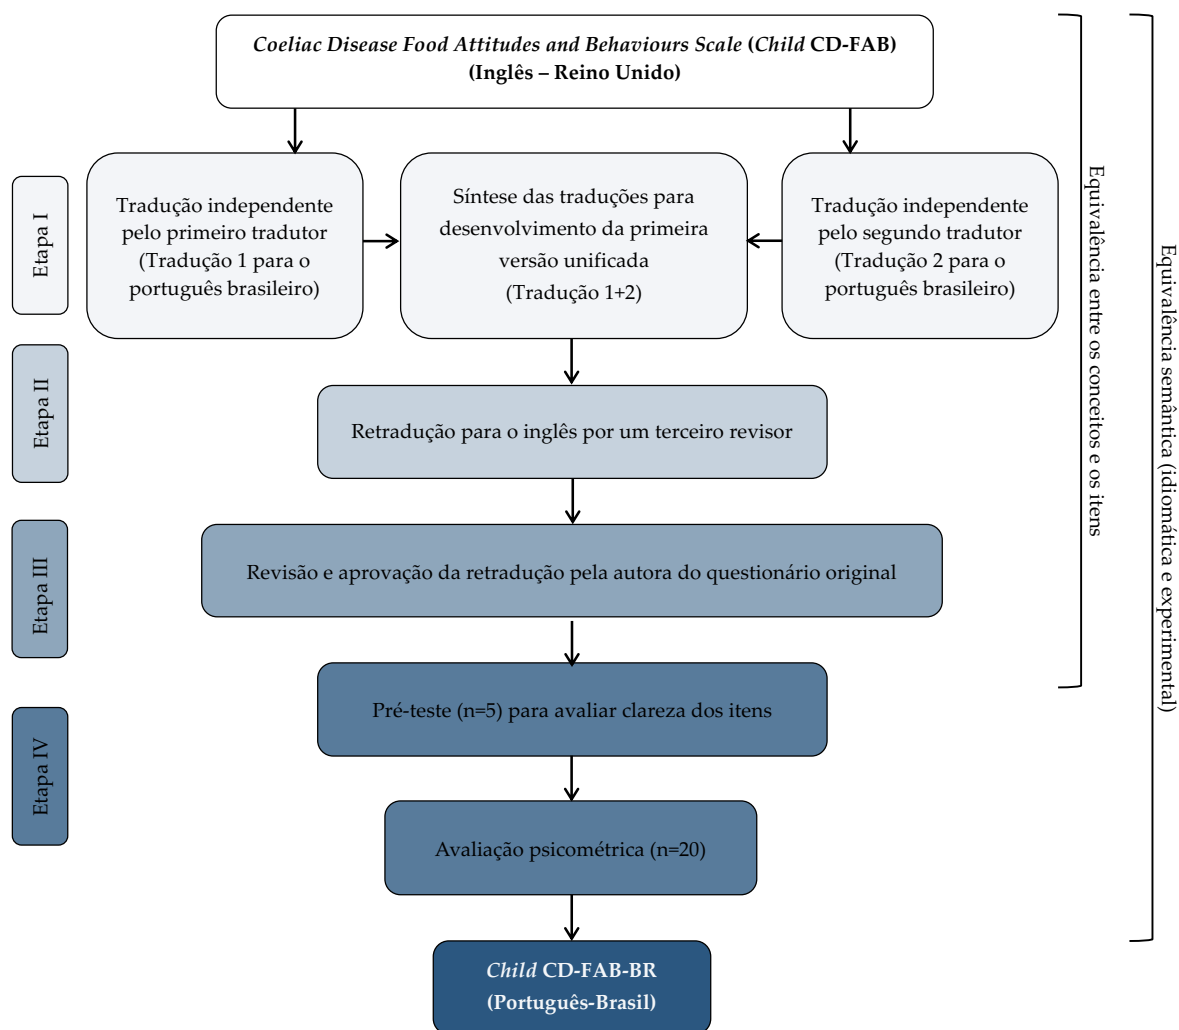 Coeliac Disease Food Attitudes and Behaviours Scale (Child CD-FAB)
(Inglês – Reino Unido)
Etapa I
Tradução independente
pelo primeiro tradutor
(Tradução 1 para o
português brasileiro)
Síntese das traduções para
desenvolvimento da primeira
versão unificada
(Tradução 1+2)
Tradução independente
pelo segundo tradutor
(Tradução 2 para o
português brasileiro)
Etapa II
Retradução para o inglês por um terceiro revisor
Etapa III
Revisão e aprovação da retradução pela autora do questionário original
Etapa IV
Pré-teste (n=5) para avaliar clareza dos itens
Avaliação psicométrica (n=20)
Child CD-FAB-BR
(Português-Brasil)
Equivalência entre os conceitos e os itens
Equivalência semântica (idiomática e experimental)